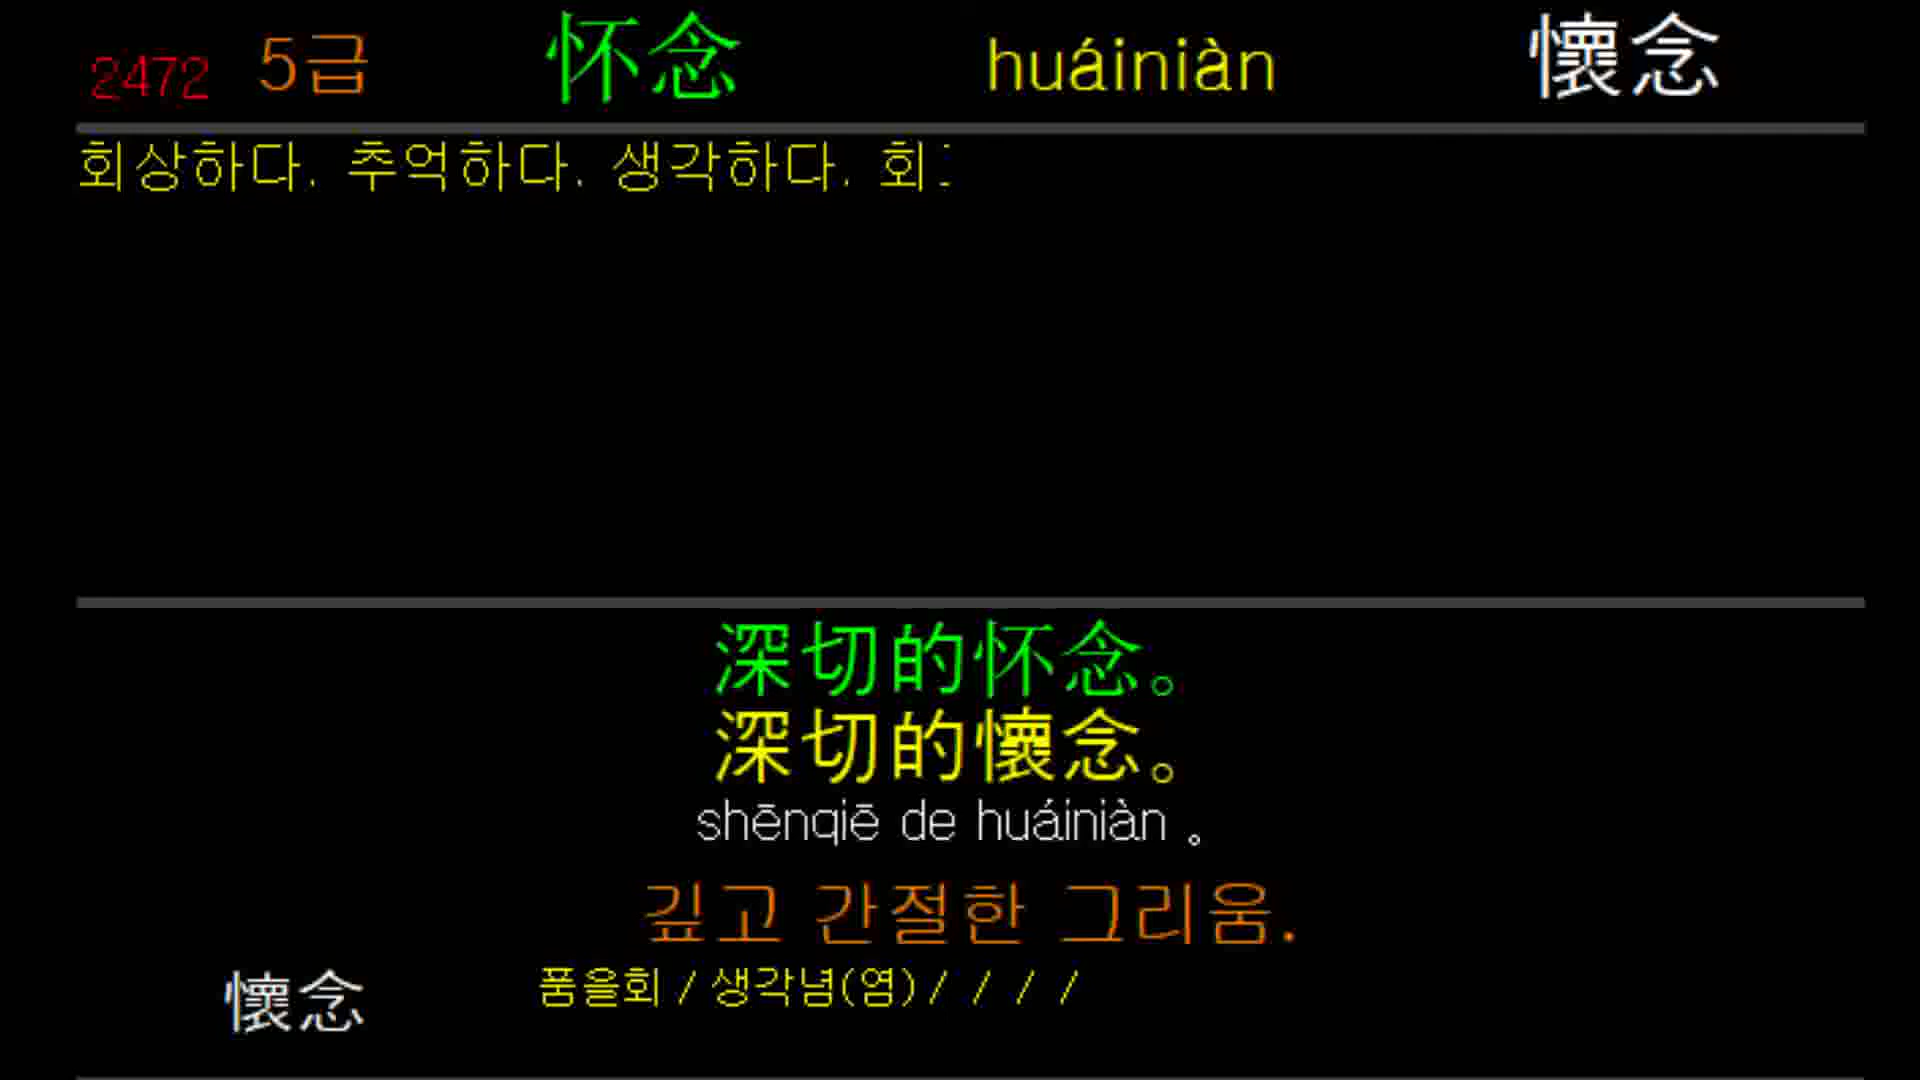 2472 5급 怀念 huáiniàn 懷念
회상하다. 추억하다. 생각하다. 회
深切的怀念。
深切的懷念。
shēnqiē de huáiniàn 。
깊고 간절한 그리움.
懷念 품을회 / 생각념(염) / / / /